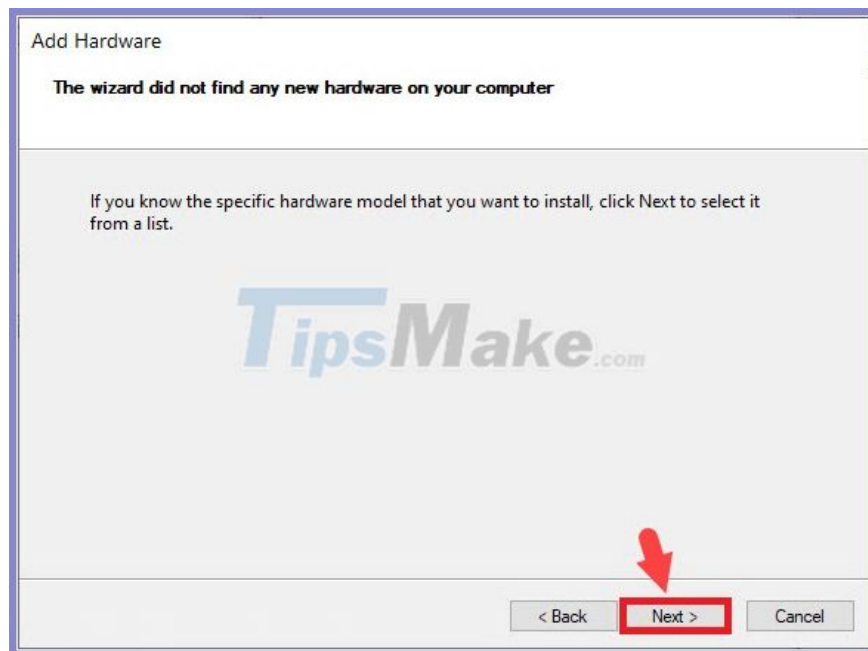 Add Hardware
The wizard did not find any new hardware on your computer
If you know the specific hardware model that you want to install, click Next to select it
from a list.
TipsMake.com
< Back Next > Cancel